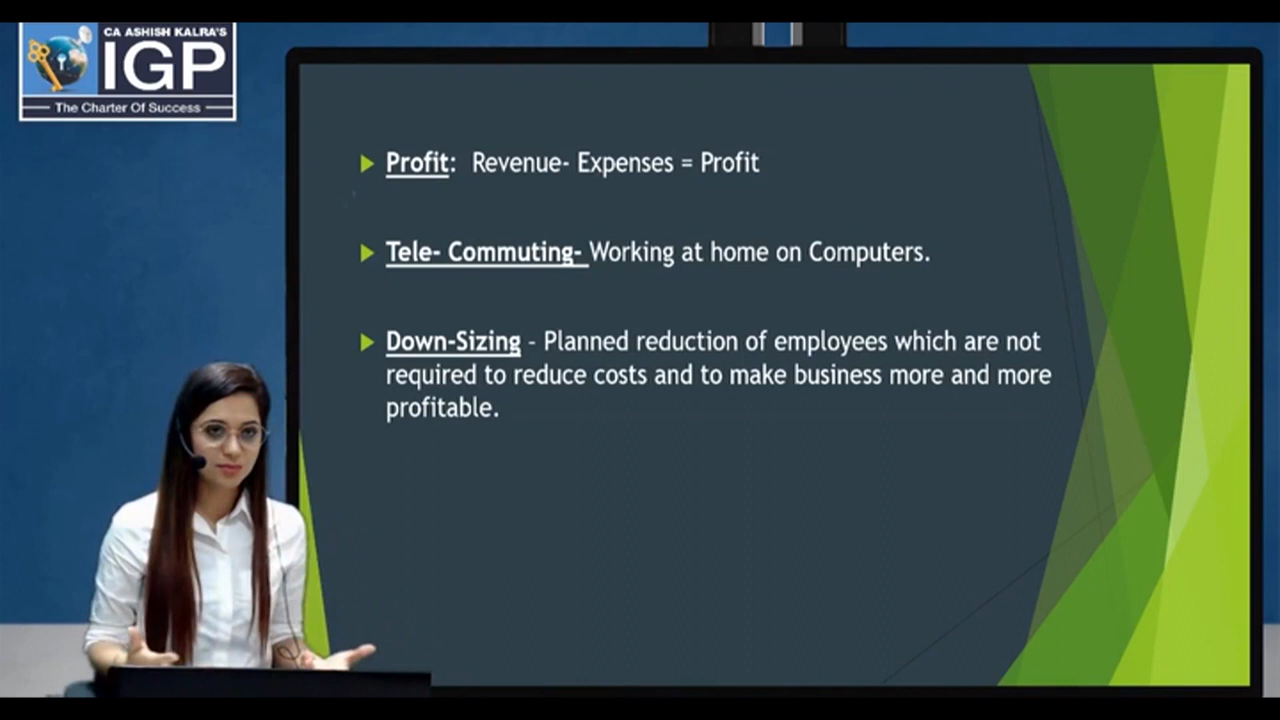 CA ASHISH KALRA'S
IGP
The Charter Of Success
Profit: Revenue- Expenses = Profit
Tele- Commuting- Working at home on Computers.
Down-Sizing - Planned reduction of employees which are not
required to reduce costs and to make business more and more
profitable.